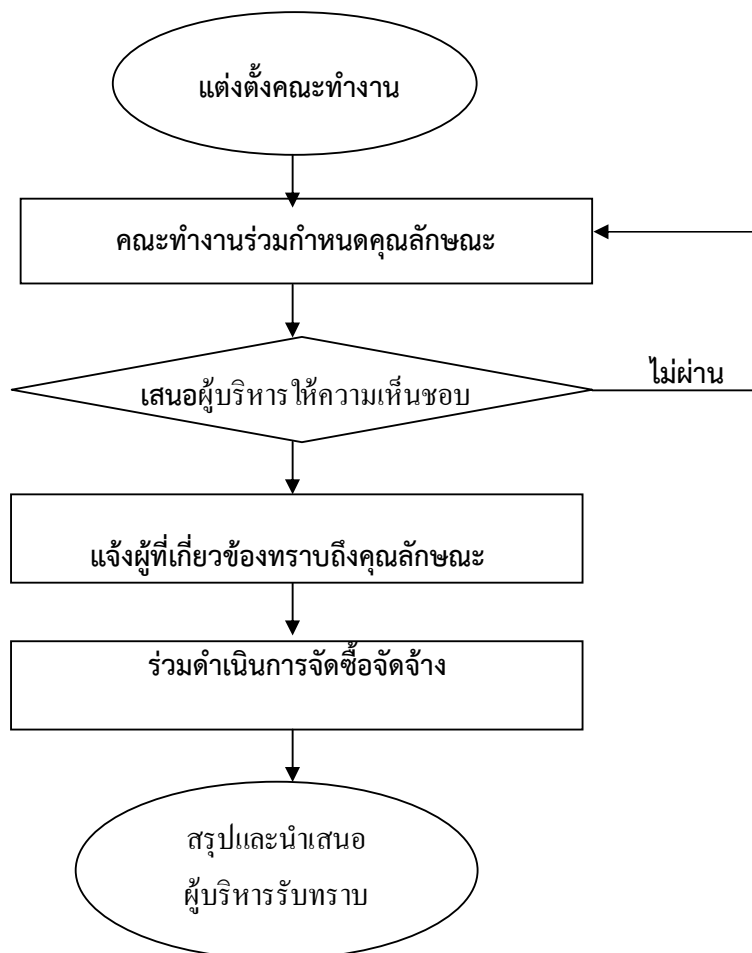 แต่งตั้งคณะทำงาน
คณะทำงานร่วมกำหนดคุณลักษณะ
เสนอผู้บริหารให้ความเห็นชอบ
ไม่ผ่าน
แจ้งผู้ที่เกี่ยวข้องทราบถึงคุณลักษณะ
ร่วมดำเนินการจัดซื้อจัดจ้าง
สรุปและนำเสนอ
ผู้บริหารรับทราบ